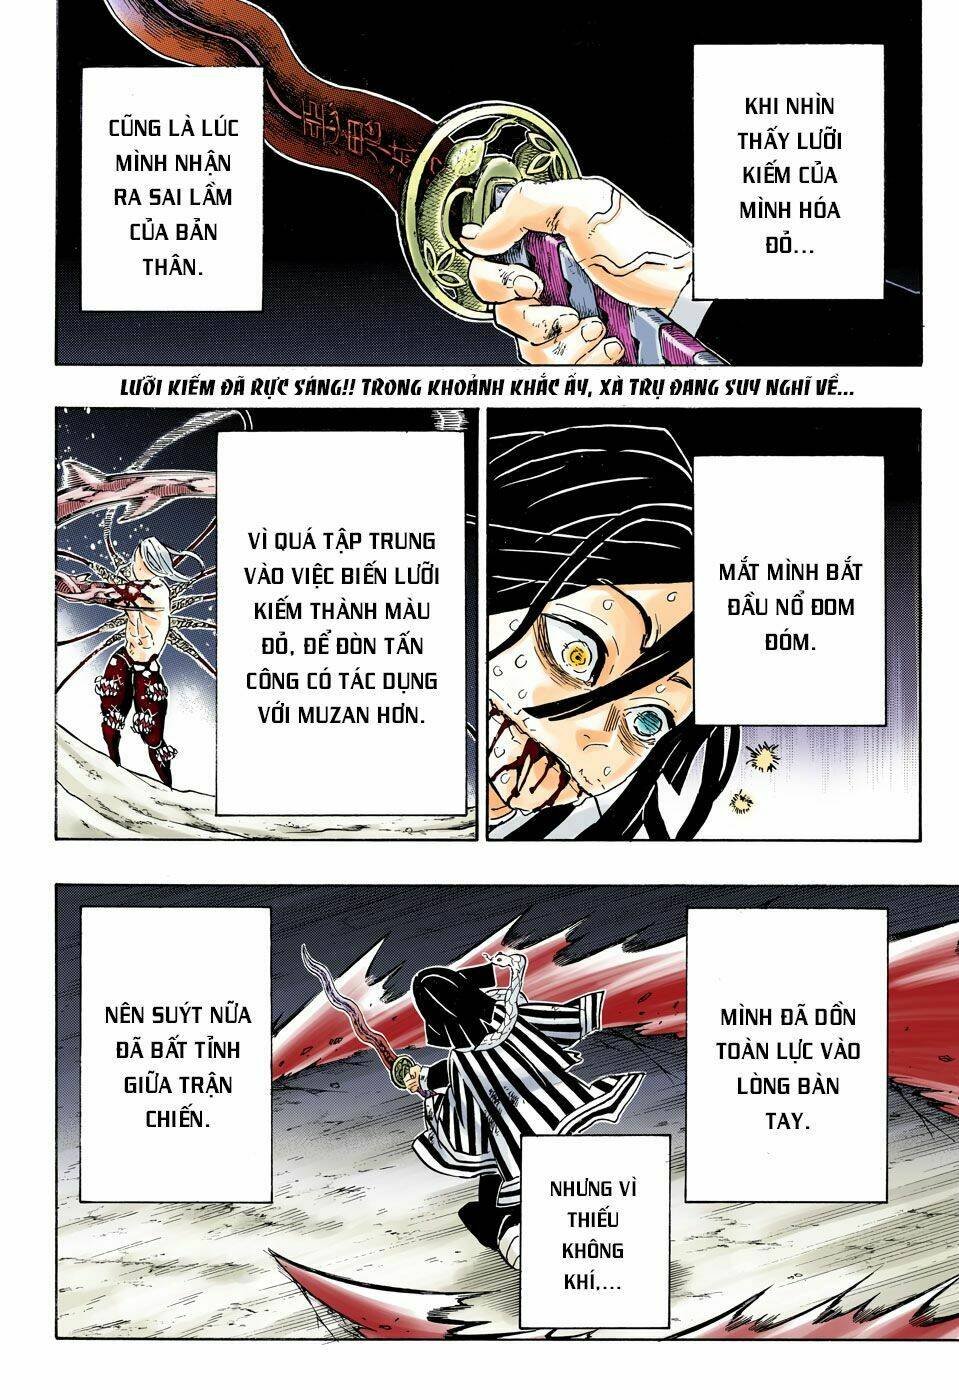 KHI NHÌN
THẤY LƯỠI
KIẾM CỦA
MÌNH HÓA
ĐỎ...
CŨNG LÀ LÚC
MÌNH NHẬN
RA SAI LẦM
CỦA BẢN
THÂN.
惡鬼
LƯỠI KIẾM ĐÃ RỰC SÁNG!! TRONG KHOẢNH KHẮC ẤY, XÀ TRỤ ĐANG SUY NGHĨ VỀ...
MẮT MÌNH BẮT
ĐẦU NỔ ĐOM
ĐÓM.
VÌ QUÁ TẬP TRUNG
VÀO VIỆC BIẾN LƯỠI
KIẾM THÀNH MÀU
ĐỎ, ĐỂ ĐÒN TẤN
CÔNG CÓ TÁC DỤNG
VỚI MUZAN HƠN.
MÌNH ĐÃ DỒN
TOÀN LỰC VÀO
LÒNG BÀN
TAY.
NHƯNG VÌ
THIẾU
KHÔNG
KHÍ,...
NÊN SUÝT NỮA
ĐÃ BẤT TỈNH
GIỮA TRẬN
CHIẾN.